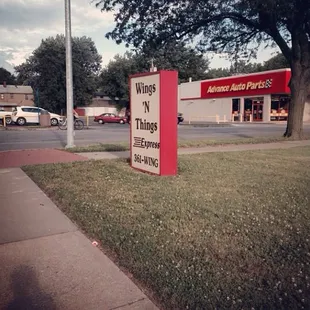 Wings
'N
Things
Express
361-WING
Advance Auto Parts